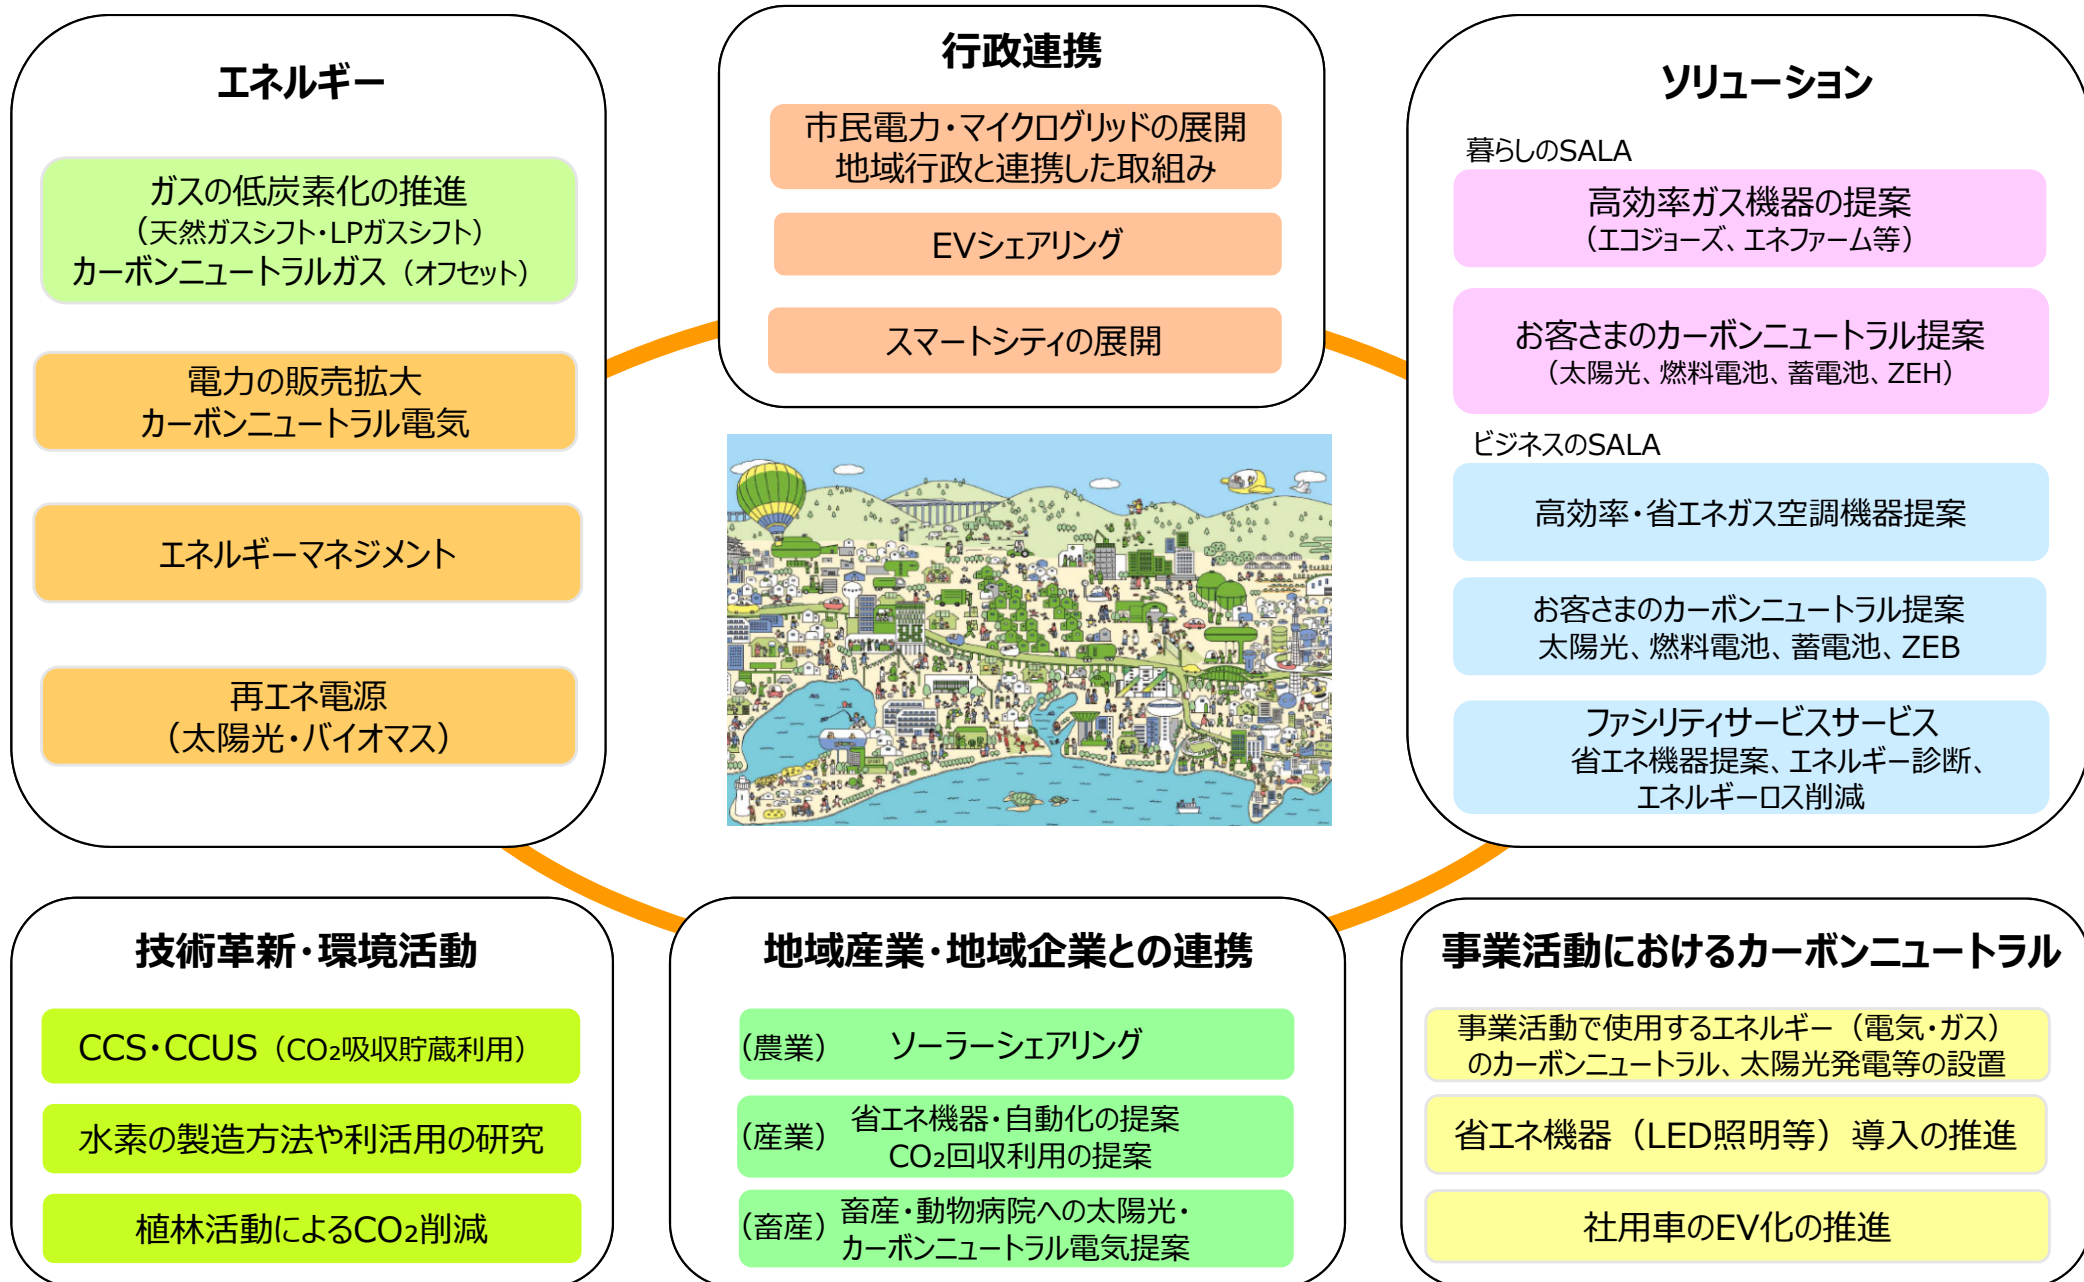 エネルギー
ガスの低炭素化の推進
（天然ガスシフト・LPガスシフト）
カーボンニュートラルガス（オフセット）
電力の販売拡大
カーボンニュートラル電気
エネルギーマネジメント
再エネ電源
（太陽光・バイオマス）
行政連携
市民電力・マイクログリッドの展開
地域行政と連携した取組み
EVシェアリング
スマートシティの展開
ソリューション
暮らしのSALA
高効率ガス機器の提案
（エコジョーズ、エネファーム等）
お客さまのカーボンニュートラル提案
（太陽光、燃料電池、蓄電池、ZEH）
ビジネスのSALA
高効率・省エネガス空調機器提案
お客さまのカーボンニュートラル提案
太陽光、燃料電池、蓄電池、ZEB
ファシリティサービスサービス
省エネ機器提案、エネルギー診断、
エネルギーロス削減
技術革新・環境活動
CCS・CCUS（CO₂吸収貯蔵利用）
水素の製造方法や利活用の研究
植林活動によるCO₂削減
地域産業・地域企業との連携
（農業） ソーラーシェアリング
（産業） 省エネ機器・自動化の提案
CO₂回収利用の提案
（畜産） 畜産・動物病院への太陽光・
カーボンニュートラル電気提案
事業活動におけるカーボンニュートラル
事業活動で使用するエネルギー（電気・ガス）
のカーボンニュートラル、太陽光発電等の設置
省エネ機器（LED照明等）導入の推進
社用車のEV化の推進